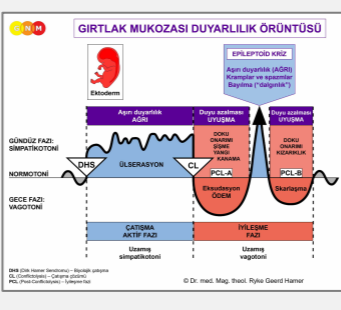 GNM
GIRTLAK MUKOZASI DUYARLILIK ÖRÜNTÜSÜ
EPİLEPTOİD KRİZ
Aşırı duyarlılık (AĞRI)
Kramplar ve spazmlar
Bayılma ("dalgınlık")
Ektoderm
Aşırı duyarlılık
AĞRI
Duyu azalması
UYUŞMA
Duyu azalması
UYUŞMA
GÜNDÜZ FAZI:
SİMPATİKOTONİ
DOKU
ONARIMI
ŞİŞME
YANGI
KANAMA
DOKU
ONARIMI
KIZARIKLIK
DHS
ÜLSERASYON
CL
PCL-A
PCL-B
NORMOTONİ
Eksudasyon
ÖDEM
Skarlaşma
GECE FAZI:
VAGOTONİ
ÇATIŞMA
AKTİF FAZI
İYİLEŞME
FAZI
Uzamış
simpatikotoni
Uzamış
vagotoni
DHS (Dirk Hamer Sendromu) – Biyolojik çatışma
CL (Conflictolysis) – Çatışma çözümü
PCL (Post-Conflictolysis) – İyileşme fazı
© Dr. med. Mag. theol. Ryke Geerd Hamer